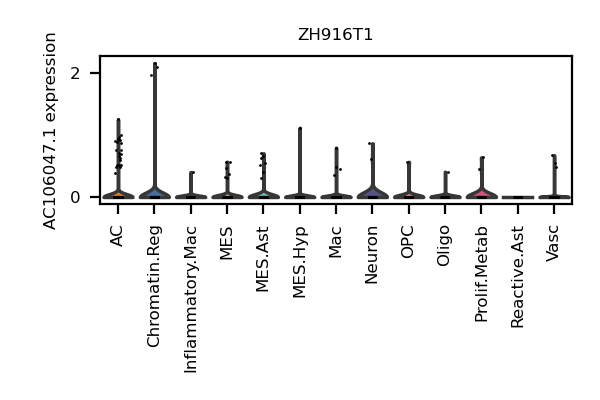 ZH916T1
AC106047.1 expression
2
0
AC
Chromatin.Reg
Inflammatory.Mac
MES
MES.Ast
MES.Hyp
Mac
Neuron
OPC
Oligo
Prolif.Metab
Reactive.Ast
Vasc